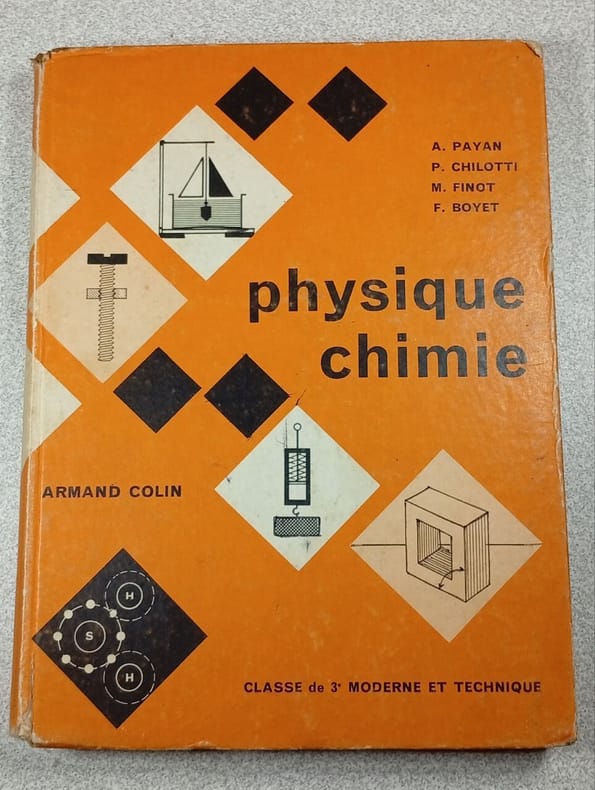 A. PAYAN
P. CHILOTTI
M. FINOT
F. BOYET
physique
chimie
ARMAND COLIN
H
S
H
CLASSE de 3e MODERNE ET TECHNIQUE